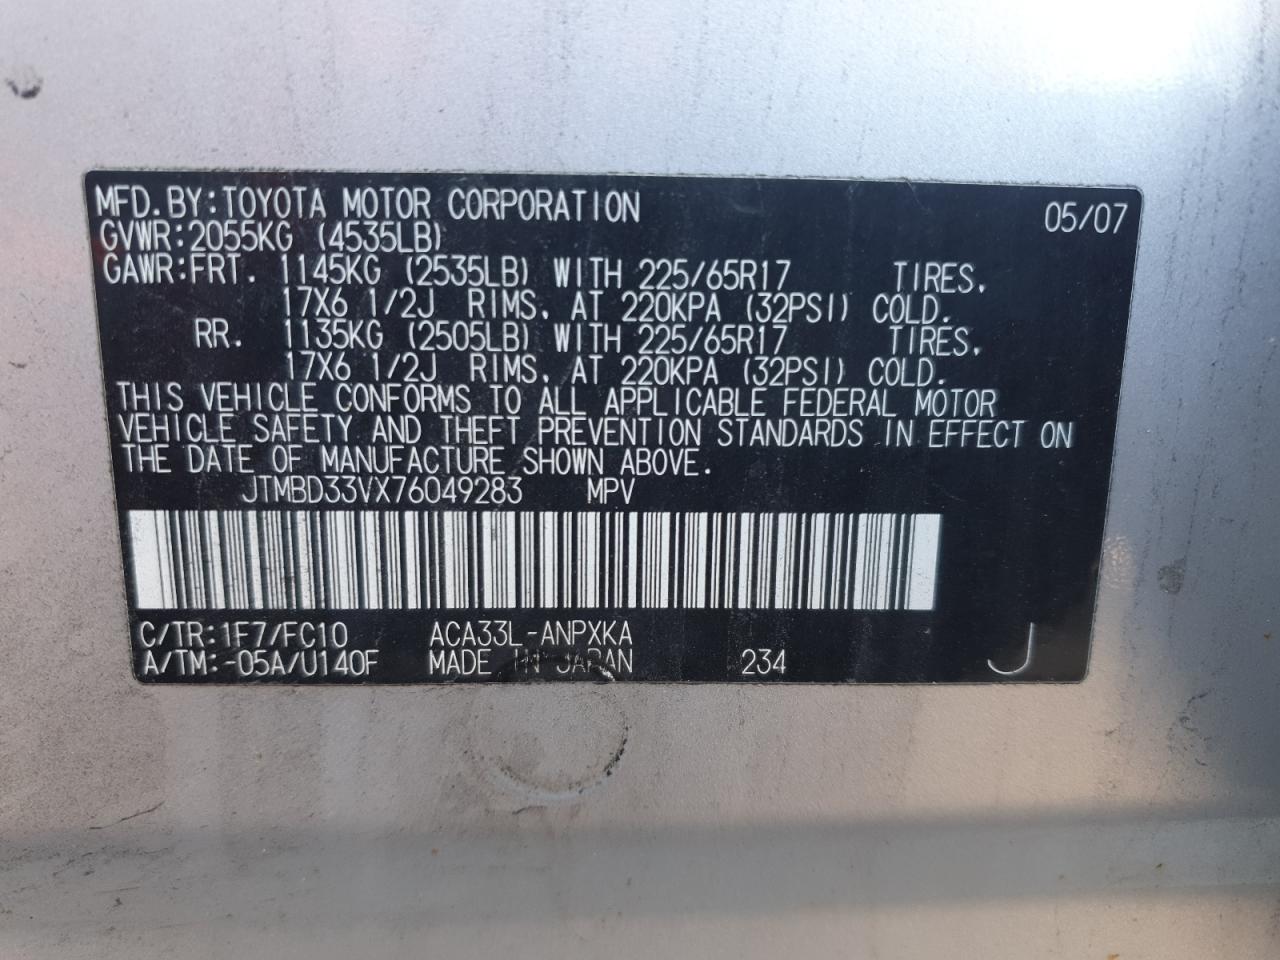 MFD.BY:TOYOTA MOTOR CORPORATION 05/07
GVWR:2055KG (4535LB)
GAWR:FRT. 1145KG (2535LB) WITH 225/65R17 TIRES,
17X6 1/2J RIMS, AT 220KPA (32PSI) COLD.
RR. 1135KG (2505LB) WITH 225/65R17 TIRES,
17X6 1/2J RIMS, AT 220KPA (32PSI) COLD.
THIS VEHICLE CONFORMS TO ALL APPLICABLE FEDERAL MOTOR
VEHICLE SAFETY AND THEFT PREVENTION STANDARDS IN EFFECT ON
THE DATE OF MANUFACTURE SHOWN ABOVE.
JTMBD33VX76049283 MPV
C/TR:1F7/FC10 ACA33L-ANPXKA
A/TM:-05A/U140F MADE IN JAPAN 234 J